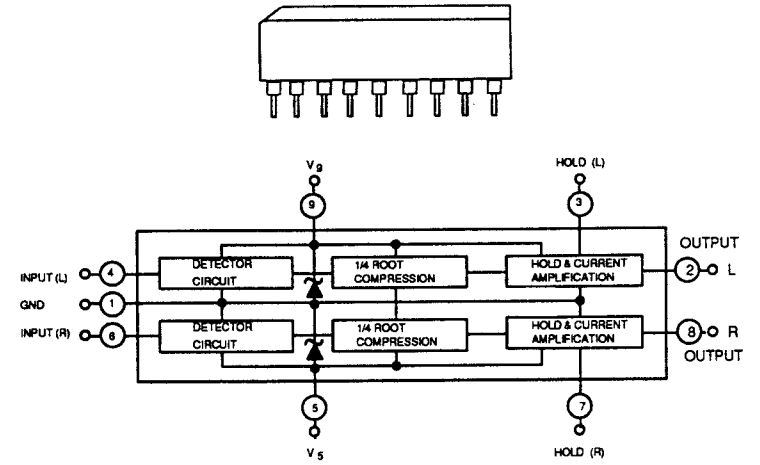 V9
HOLD (L)
9
3
OUTPUT
INPUT (L)
4
DETECTOR
CIRCUIT
1/4 ROOT
COMPRESSION
HOLD & CURRENT
AMPLIFICATION
2
L
GND
1
INPUT (R)
6
DETECTOR
CIRCUIT
1/4 ROOT
COMPRESSION
HOLD & CURRENT
AMPLIFICATION
8
R
OUTPUT
5
7
V5
HOLD (R)